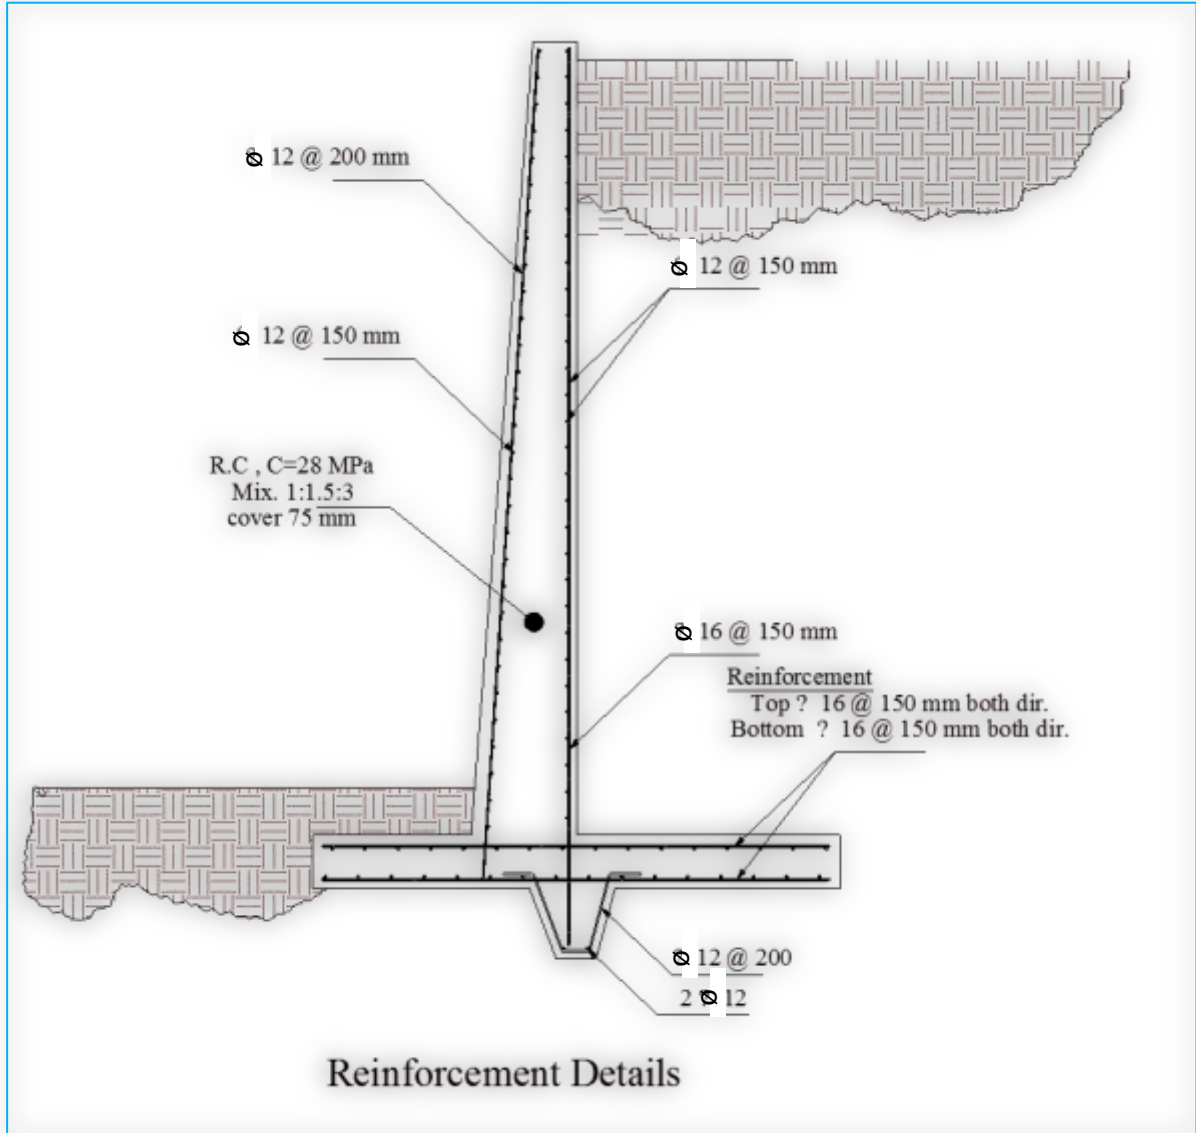 Ø 12 @ 200 mm
Ø 12 @ 150 mm
Ø 12 @ 150 mm
R.C , C=28 MPa
Mix. 1:1.5:3
cover 75 mm
Ø 16 @ 150 mm
Reinforcement
Top ? 16 @ 150 mm both dir.
Bottom ? 16 @ 150 mm both dir.
Ø 12 @ 200
2 Ø 12
Reinforcement Details